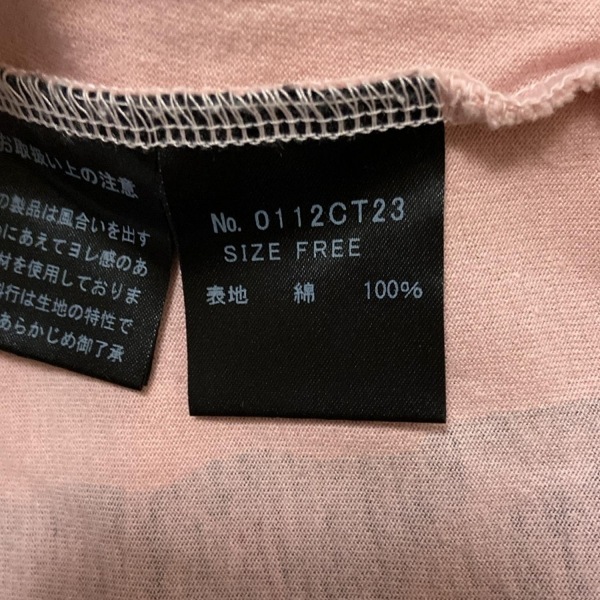 お取扱い上の注意
の製品は風合いを出す
にあえてヨレ感のあ
材を使用しておりま
行は生地の特性で
あらかじめ御了承
No. 0112CT23
SIZE FREE
表地 綿 100%